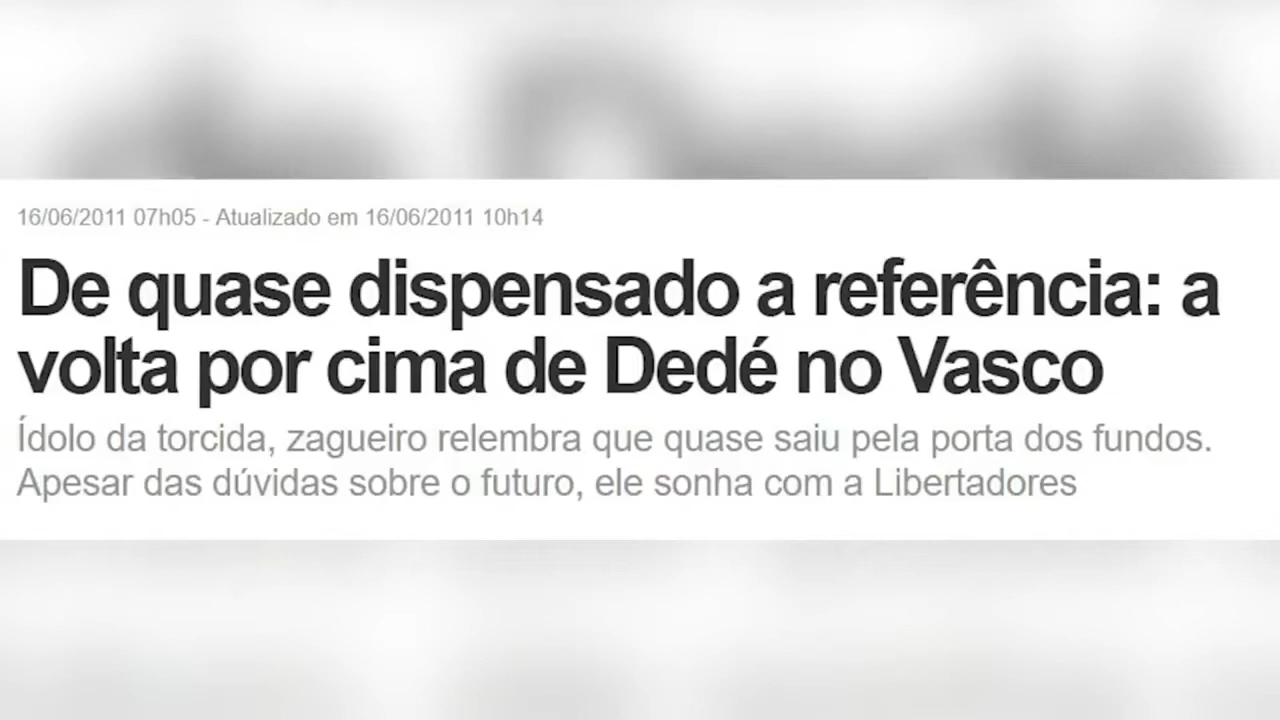 16/06/2011 07h05 - Atualizado em 16/06/2011 10h14
De quase dispensado a referência: a
volta por cima de Dedé no Vasco
Ídolo da torcida, zagueiro relembra que quase saiu pela porta dos fundos.
Apesar das dúvidas sobre o futuro, ele sonha com a Libertadores